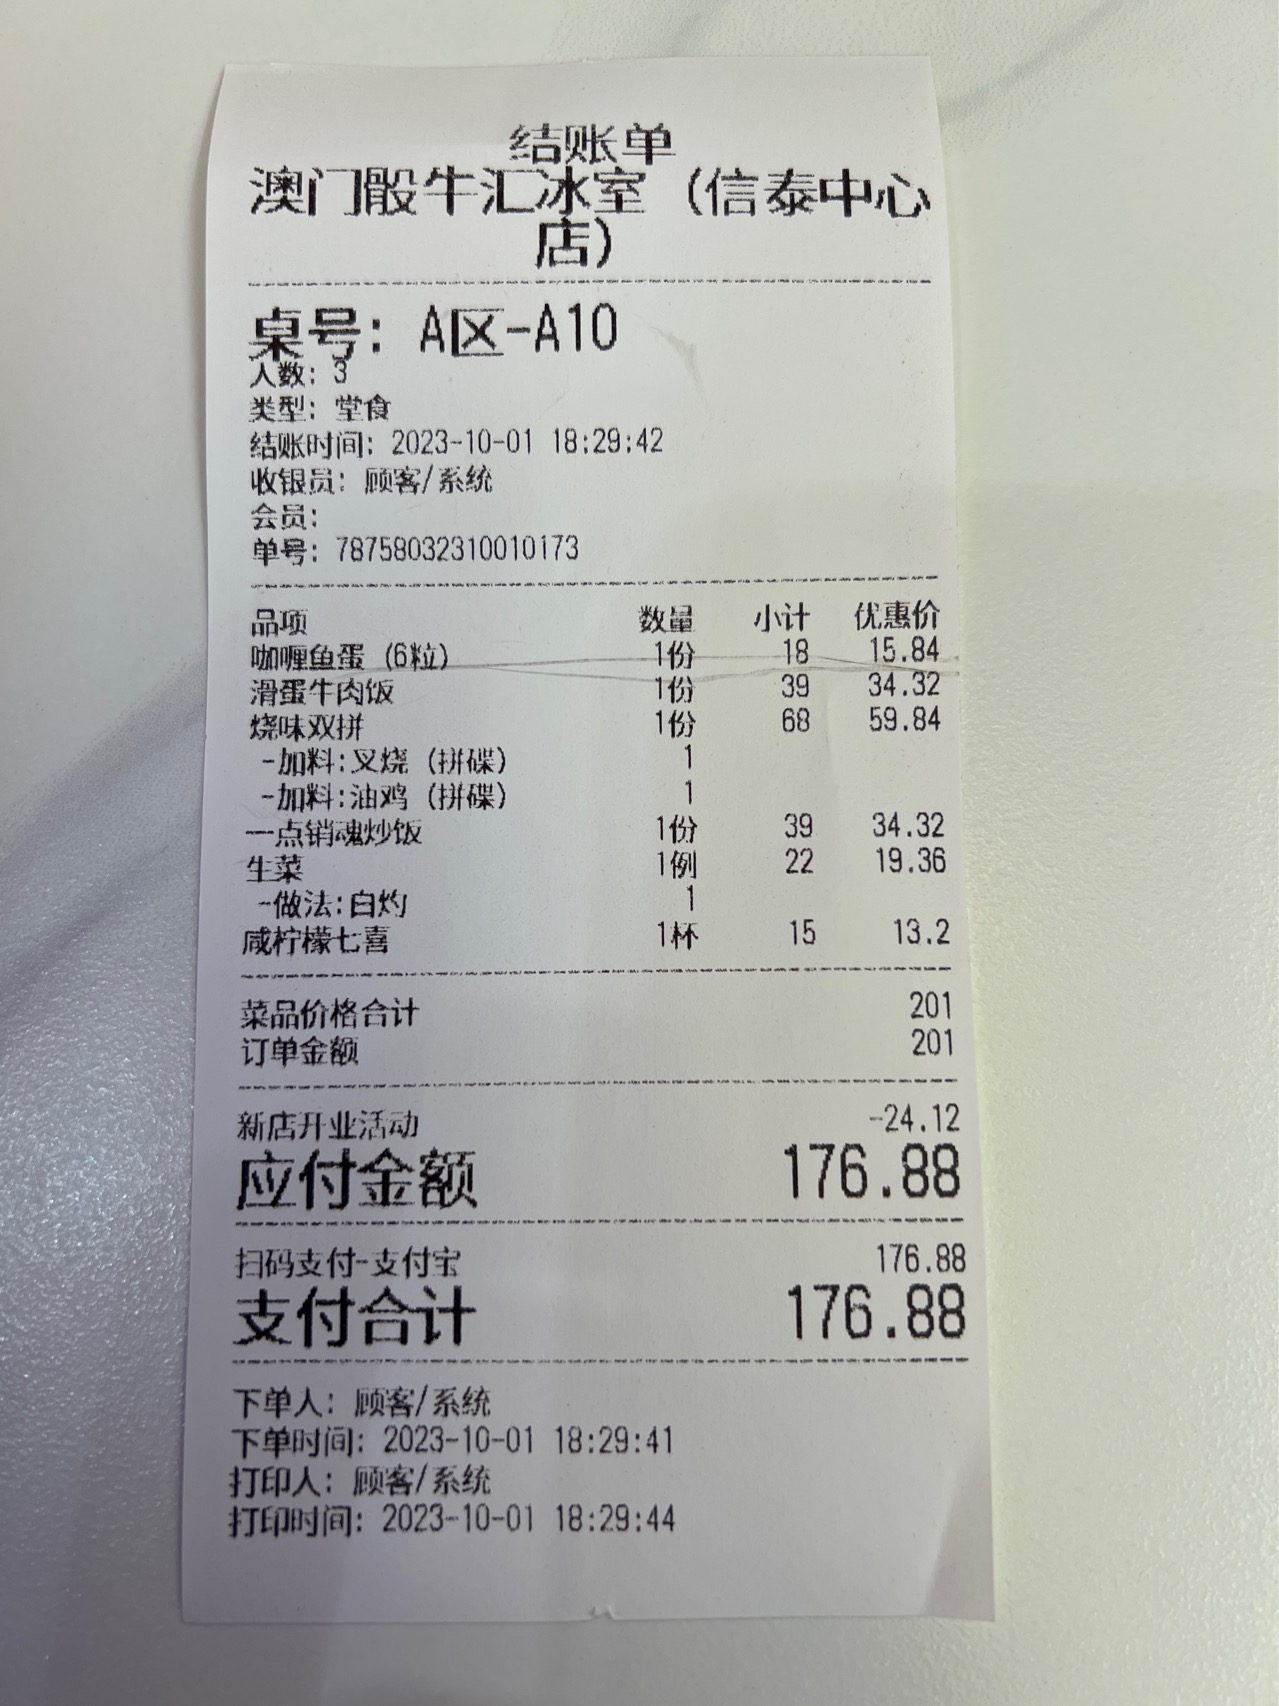 结账单
澳门骰牛汇冰室（信泰中心
店）
桌号：A区-A10
人数：3
类型：堂食
结账时间：2023-10-01 18:29:42
收银员：顾客/系统
会员：
单号：78758032310010173
品项 数量 小计 优惠价
咖喱鱼蛋（6粒） 1份 18 15.84
滑蛋牛肉饭 1份 39 34.32
烧味双拼 1份 68 59.84
-加料:叉烧（拼碟） 1
-加料:油鸡（拼碟） 1
一点销魂炒饭 1份 39 34.32
生菜 1例 22 19.36
-做法:白灼 1
咸柠檬七喜 1杯 15 13.2
菜品价格合计 201
订单金额 201
新店开业活动 -24.12
应付金额 176.88
扫码支付-支付宝 176.88
支付合计 176.88
下单人：顾客/系统
下单时间：2023-10-01 18:29:41
打印人：顾客/系统
打印时间：2023-10-01 18:29:44